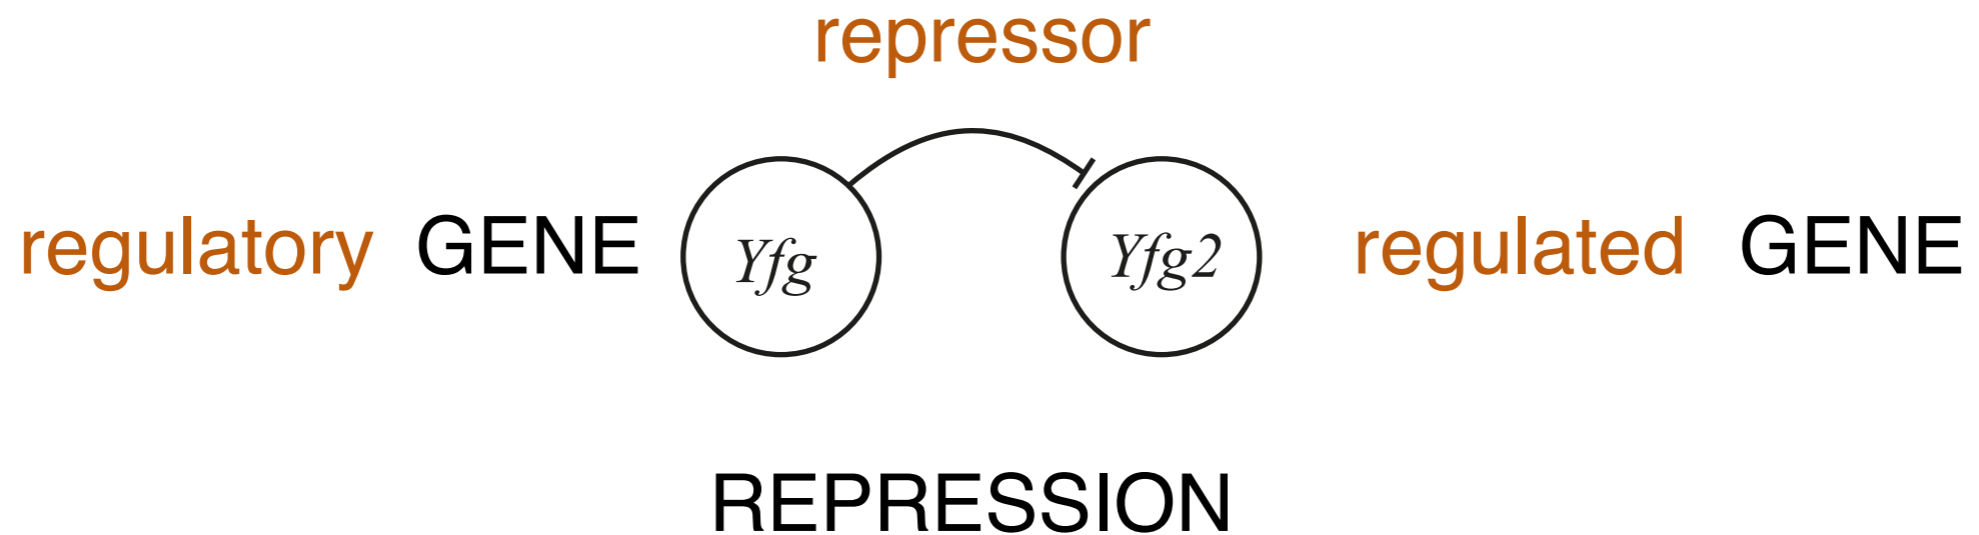 repressor
regulatory GENE Yfg Yfg2 regulated GENE
REPRESSION